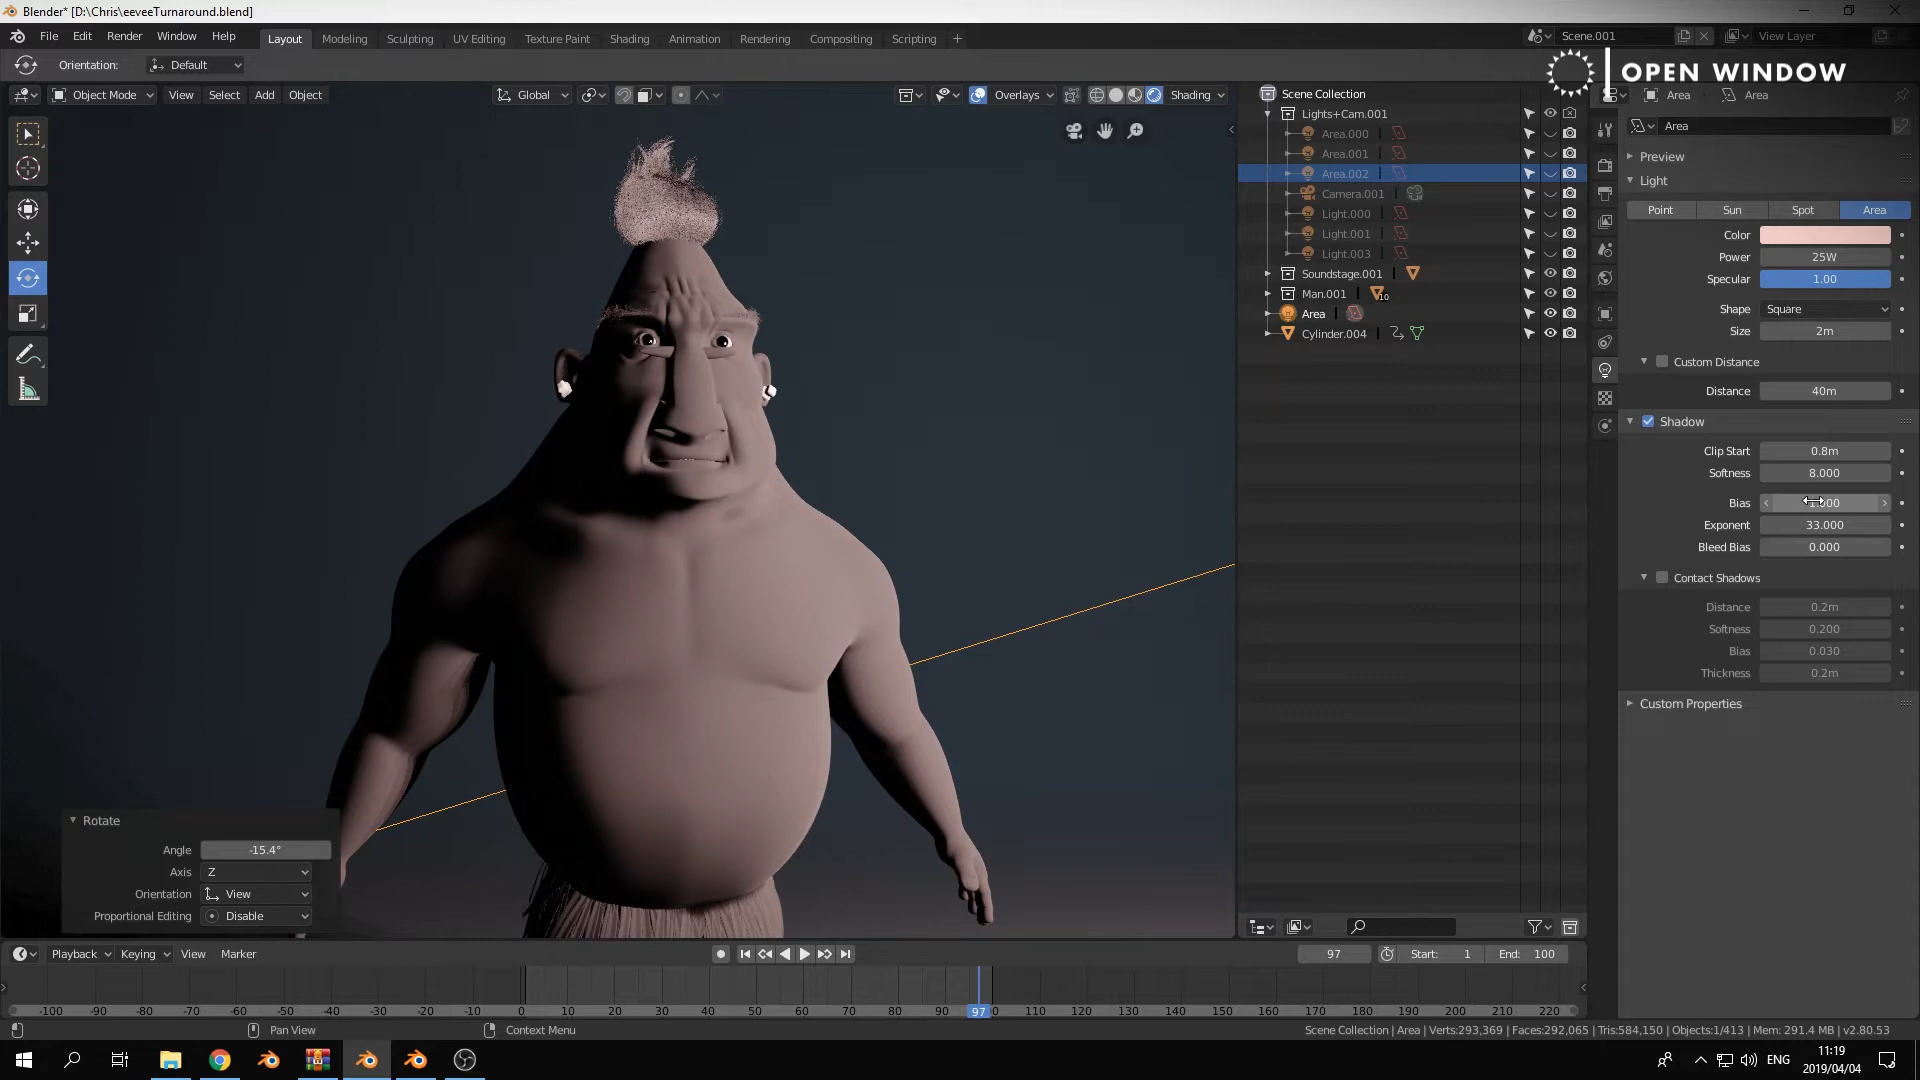 Blender* [D:\Chris\eeveeTurnaround.blend]
File Edit Render Window Help Layout Modeling Sculpting UV Editing Texture Paint Shading Animation Rendering Compositing Scripting + Scene.001 View Layer
Orientation: Default
OPEN WINDOW
Object Mode View Select Add Object Global Overlays Shading
Scene Collection
Lights+Cam.001
Area.000
Area.001
Area.002
Camera.001
Light.000
Light.001
Light.003
Soundstage.001
Man.001 10
Area
Cylinder.004
Area Area
Area
Preview
Light
Point Sun Spot Area
Color
Power 25W
Specular 1.00
Shape Square
Size 2m
Custom Distance
Distance 40m
Shadow
Clip Start 0.8m
Softness 8.000
Bias
Exponent 33.000
Bleed Bias 0.000
Contact Shadows
Distance 0.2m
Softness 0.200
Bias 0.030
Thickness 0.2m
Custom Properties
Rotate
Angle -15.4°
Axis Z
Orientation View
Proportional Editing Disable
Playback Keying View Marker 97 Start: 1 End: 100
-100 -90 -80 -70 -60 -50 -40 -30 -20 -10 0 10 20 30 40 50 60 70 80 90 97 110 120 130 140 150 160 170 180 190 200 210 220
Pan View Context Menu Scene Collection | Area | Verts:293,369 | Faces:292,065 | Tris:584,150 | Objects:1/413 | Mem: 291.4 MB | v2.80.53
ENG
11:19
2019/04/04